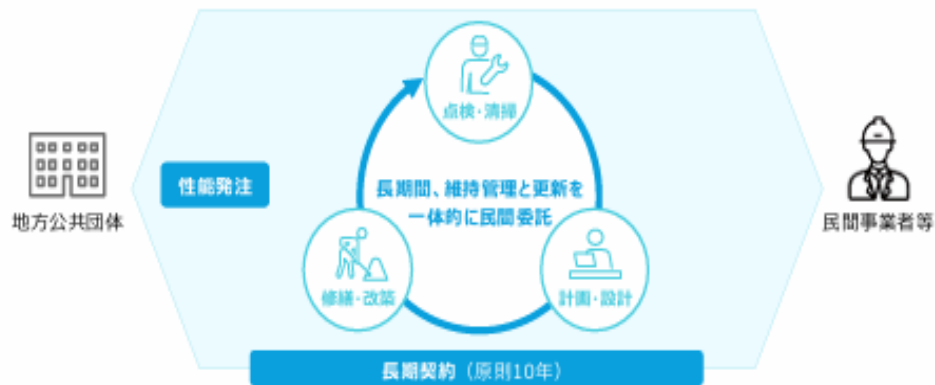 点検・清掃
性能発注
長期間、維持管理と更新を
一体的に民間委託
地方公共団体
民間事業者等
修繕・改築
計画・設計
長期契約（原則10年）